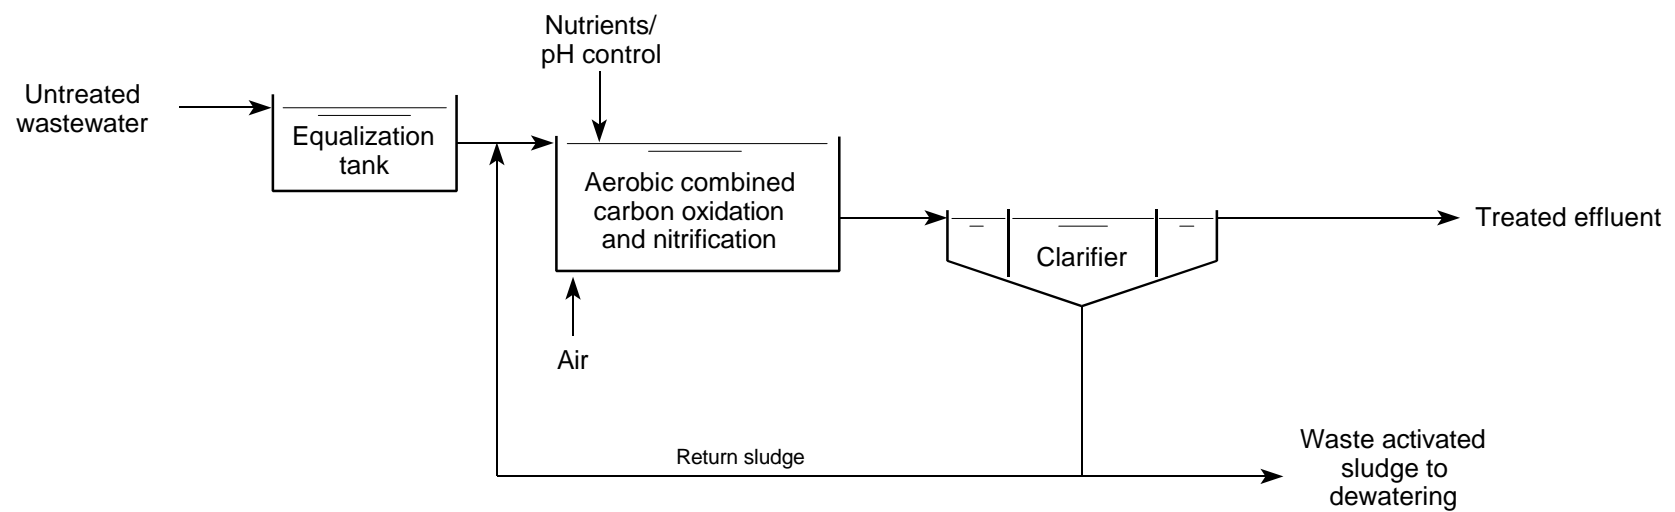 Nutrients/
pH control
Untreated
wastewater
Equalization
tank
Aerobic combined
carbon oxidation
and nitrification
Clarifier
Treated effluent
Air
Return sludge
Waste activated
sludge to
dewatering